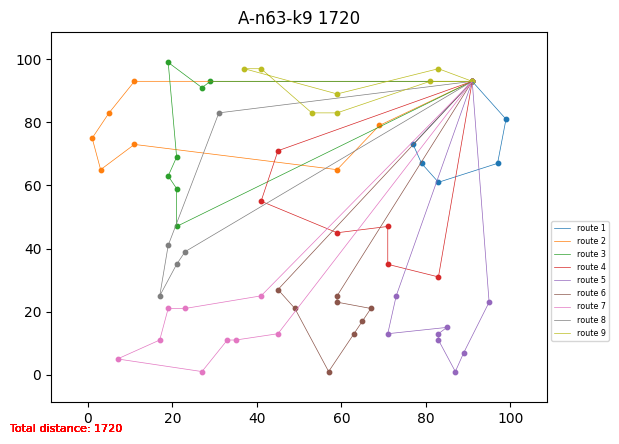 A-n63-k9 1720
100
80
60
40
20
0
0 20 40 60 80 100
route 1
route 2
route 3
route 4
route 5
route 6
route 7
route 8
route 9
Total distance: 1720